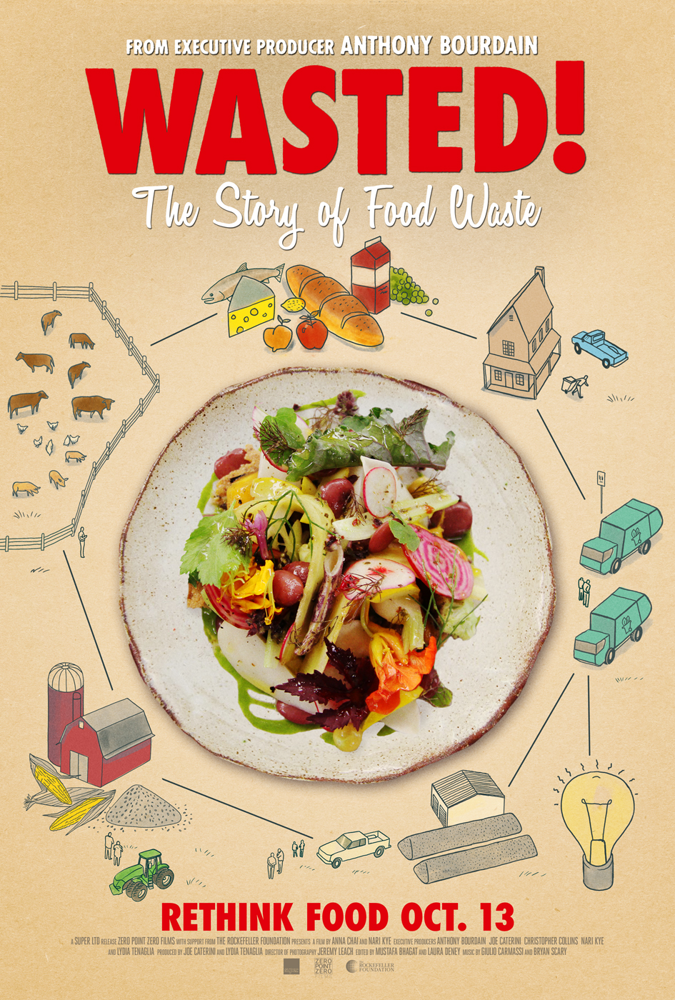 FROM EXECUTIVE PRODUCER ANTHONY BOURDAIN
WASTED!
The Story of Food Waste
RETHINK FOOD OCT. 13
A SUPER LTD RELEASE ZERO POINT ZERO FILMS WITH SUPPORT FROM THE ROCKEFELLER FOUNDATION PRESENTS A FILM BY ANNA CHAI AND NARI KYE EXECUTIVE PRODUCERS ANTHONY BOURDAIN JOE CATERINI CHRISTOPHER COLLINS NARI KYE
AND LYDIA TENAGLIA PRODUCED BY JOE CATERINI AND LYDIA TENAGLIA DIRECTOR OF PHOTOGRAPHY JEREMY LEACH EDITED BY MUSTAFA BHAGAT AND LAURA DENEY MUSIC BY GIULIO CARMASSI AND BRYAN SCARY
ZERO
POINT
ZERO
The
ROCKEFELLER
FOUNDATION